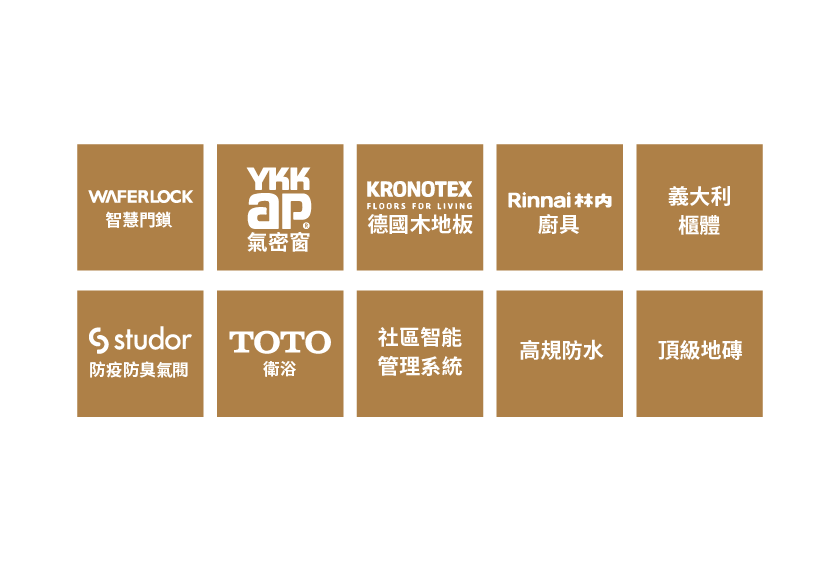 WAFERLOCK
智慧門鎖
YKK
ap®
氣密窗
KRONOTEX
FLOORS FOR LIVING
德國木地板
Rinnai 林内
廚具
義大利
櫃體
studor
防疫防臭氣閥
TOTO
衛浴
社區智能
管理系統
高規防水
頂級地磚